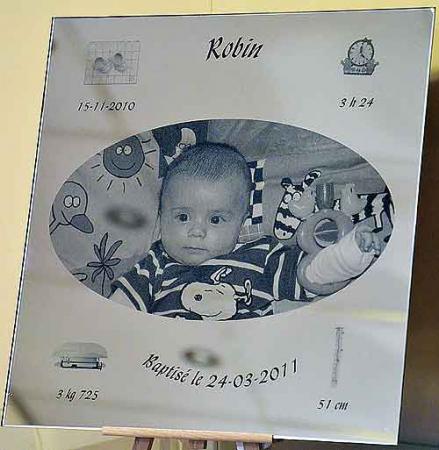 Robin
15-11-2010
3 h 24
Baptisé le 24-03-2011
3 kg 725
51 cm